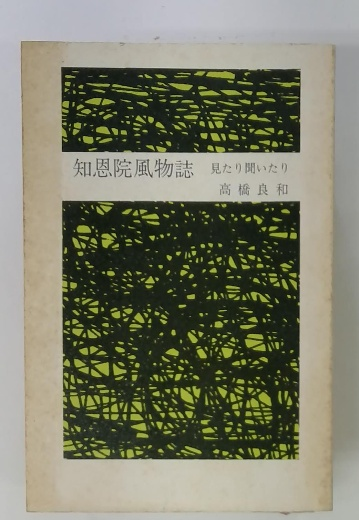 知恩院風物誌 見たり聞いたり
高橋良和